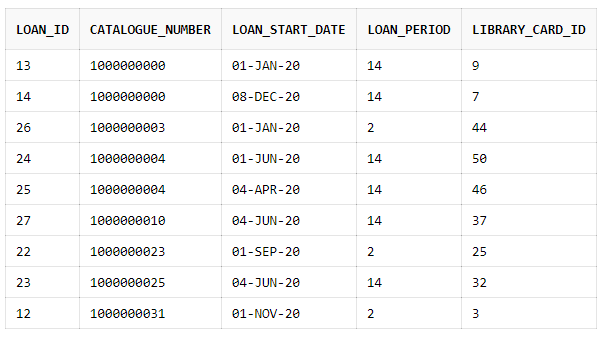 LOAN_ID CATALOGUE_NUMBER LOAN_START_DATE LOAN_PERIOD LIBRARY_CARD_ID
13 1000000000 01-JAN-20 14 9
14 1000000000 08-DEC-20 14 7
26 1000000003 01-JAN-20 2 44
24 1000000004 01-JUN-20 14 50
25 1000000004 04-APR-20 14 46
27 1000000010 04-JUN-20 14 37
22 1000000023 01-SEP-20 2 25
23 1000000025 04-JUN-20 14 32
12 1000000031 01-NOV-20 2 3